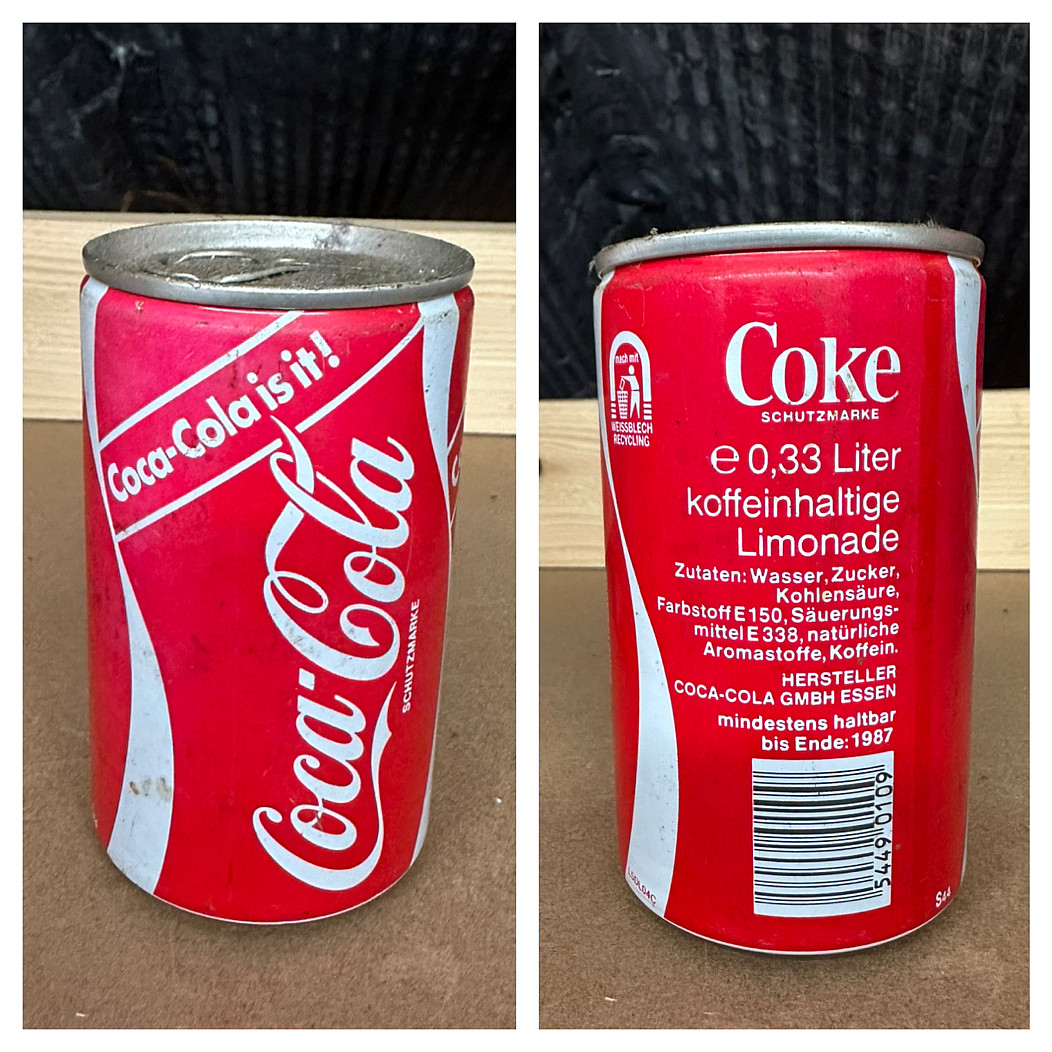 Coca-Cola is it!
Coca-Cola
SCHUTZMARKE
nach mit
WEISSBLECH
RECYCLING
Coke
SCHUTZMARKE
℮ 0,33 Liter
koffeinhaltige
Limonade
Zutaten: Wasser, Zucker,
Kohlensäure,
Farbstoff E 150, Säuerungs-
mittel E 338, natürliche
Aromastoffe, Koffein.
HERSTELLER
COCA-COLA GMBH ESSEN
mindestens haltbar
bis Ende: 1987
5449 0109
S44